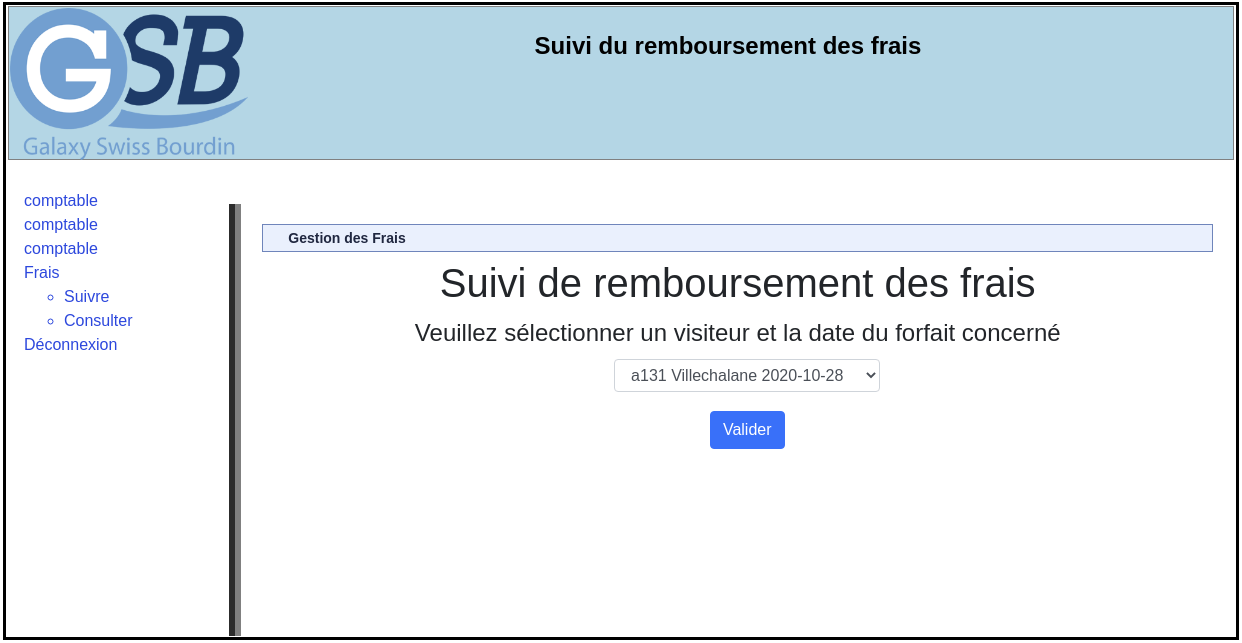 GSB
Galaxy Swiss Bourdin
Suivi du remboursement des frais
comptable
comptable
comptable
Frais
Suivre
Consulter
Déconnexion
Gestion des Frais
Suivi de remboursement des frais
Veuillez sélectionner un visiteur et la date du forfait concerné
a131 Villechalane 2020-10-28
Valider